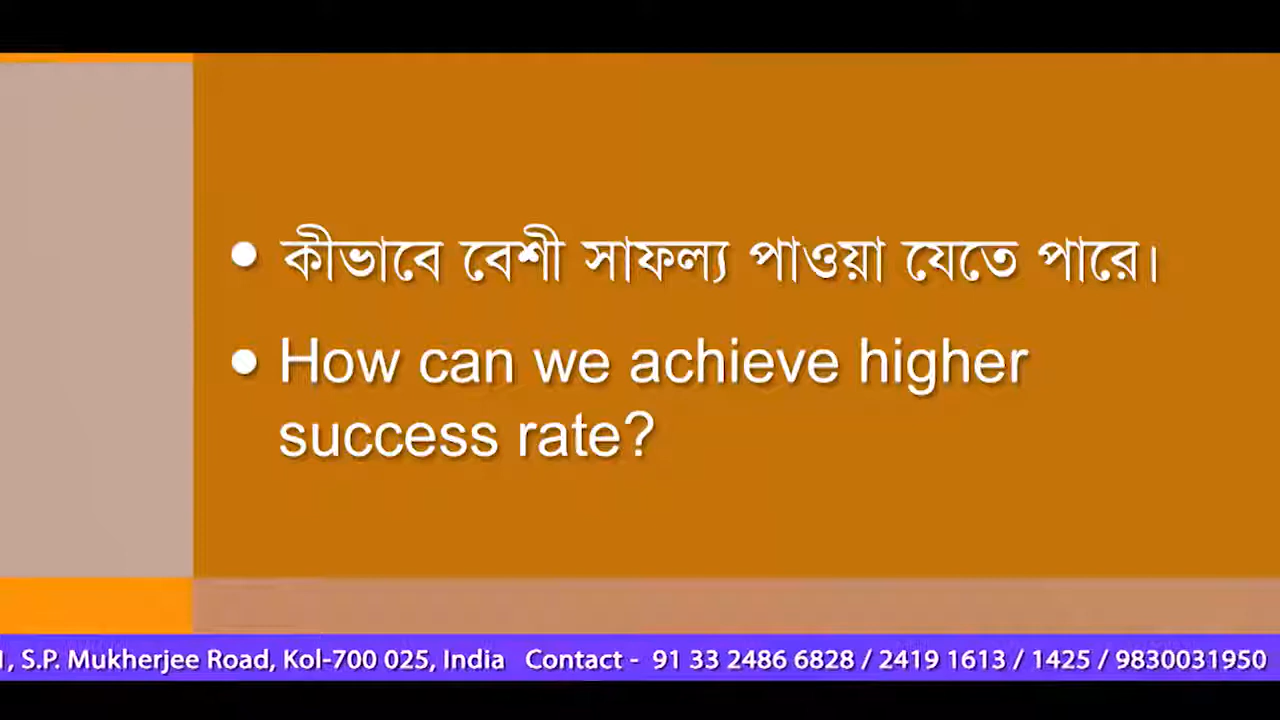 • কীভাবে বেশী সাফল্য পাওয়া যেতে পারে।
• How can we achieve higher
success rate?
, S.P. Mukherjee Road, Kol-700 025, India Contact - 91 33 2486 6828 / 2419 1613 / 1425 / 9830031950